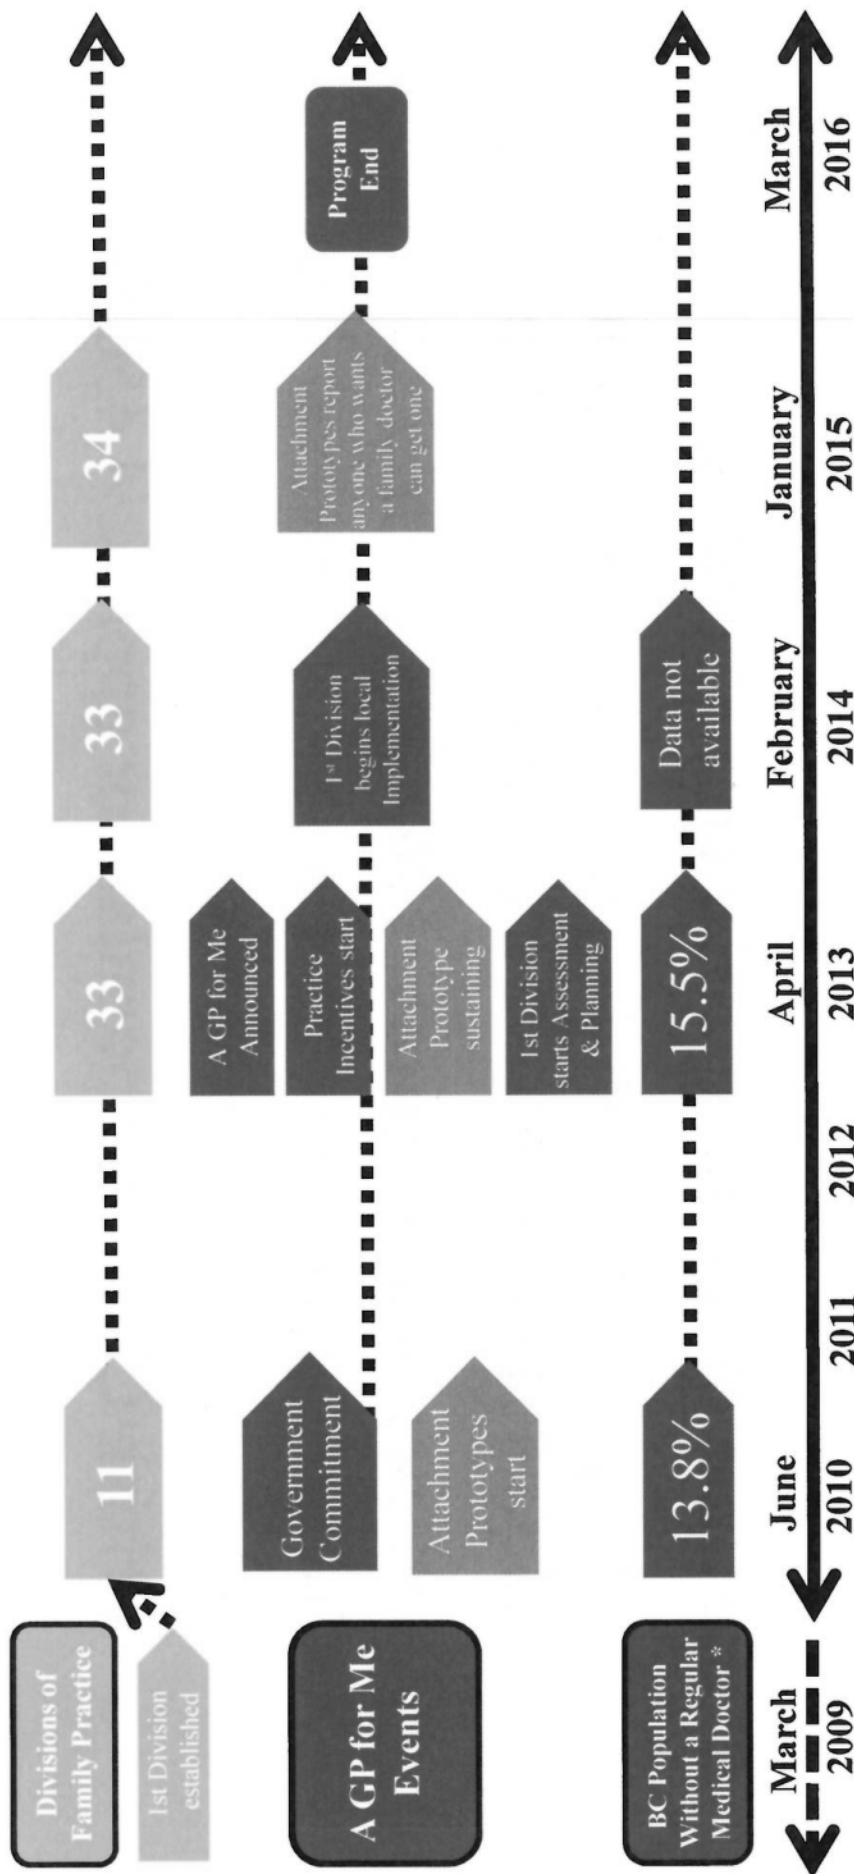 Divisions of
Family Practice
1st Division
established
11
33
33
34
A GP for Me
Events
Government
Commitment
Attachment
Prototypes
start
A GP for Me
Announced
Practice
Incentives start
Attachment
Prototype
sustaining
1st Division
starts Assessment
& Planning
1st Division
begins local
Implementation
Attachment
Prototypes report
anyone who wants
a family doctor
can get one
Program
End
BC Population
Without a Regular
Medical Doctor *
13.8%
15.5%
Data not
available
March
June
April
February
January
March
2009
2010
2011
2012
2013
2014
2015
2016